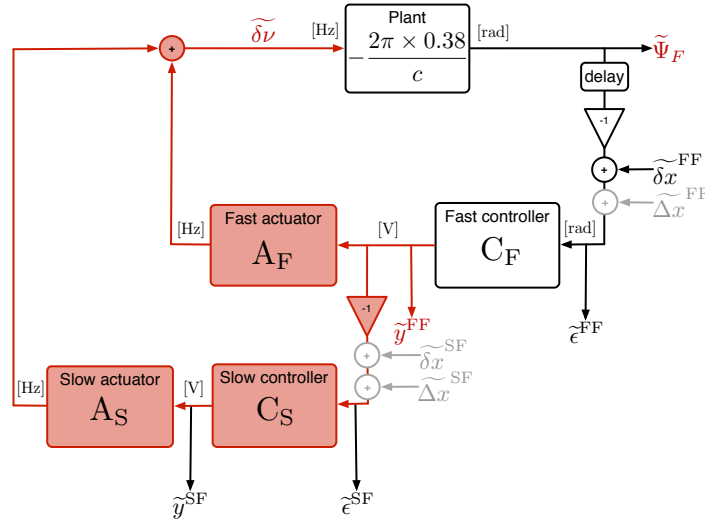 Plant
[Hz]
δν
+
−2π × 0.38
c
[rad]
Ψ_F
delay
-1
+
δx^FF
+
Δx^FF
Fast actuator
[Hz]
A_F
[V]
Fast controller
C_F
[rad]
-1
y^FF
ϵ^FF
+
δx^SF
+
Δx^SF
Slow actuator
[Hz]
A_S
[V]
Slow controller
C_S
y^SF
ϵ^SF